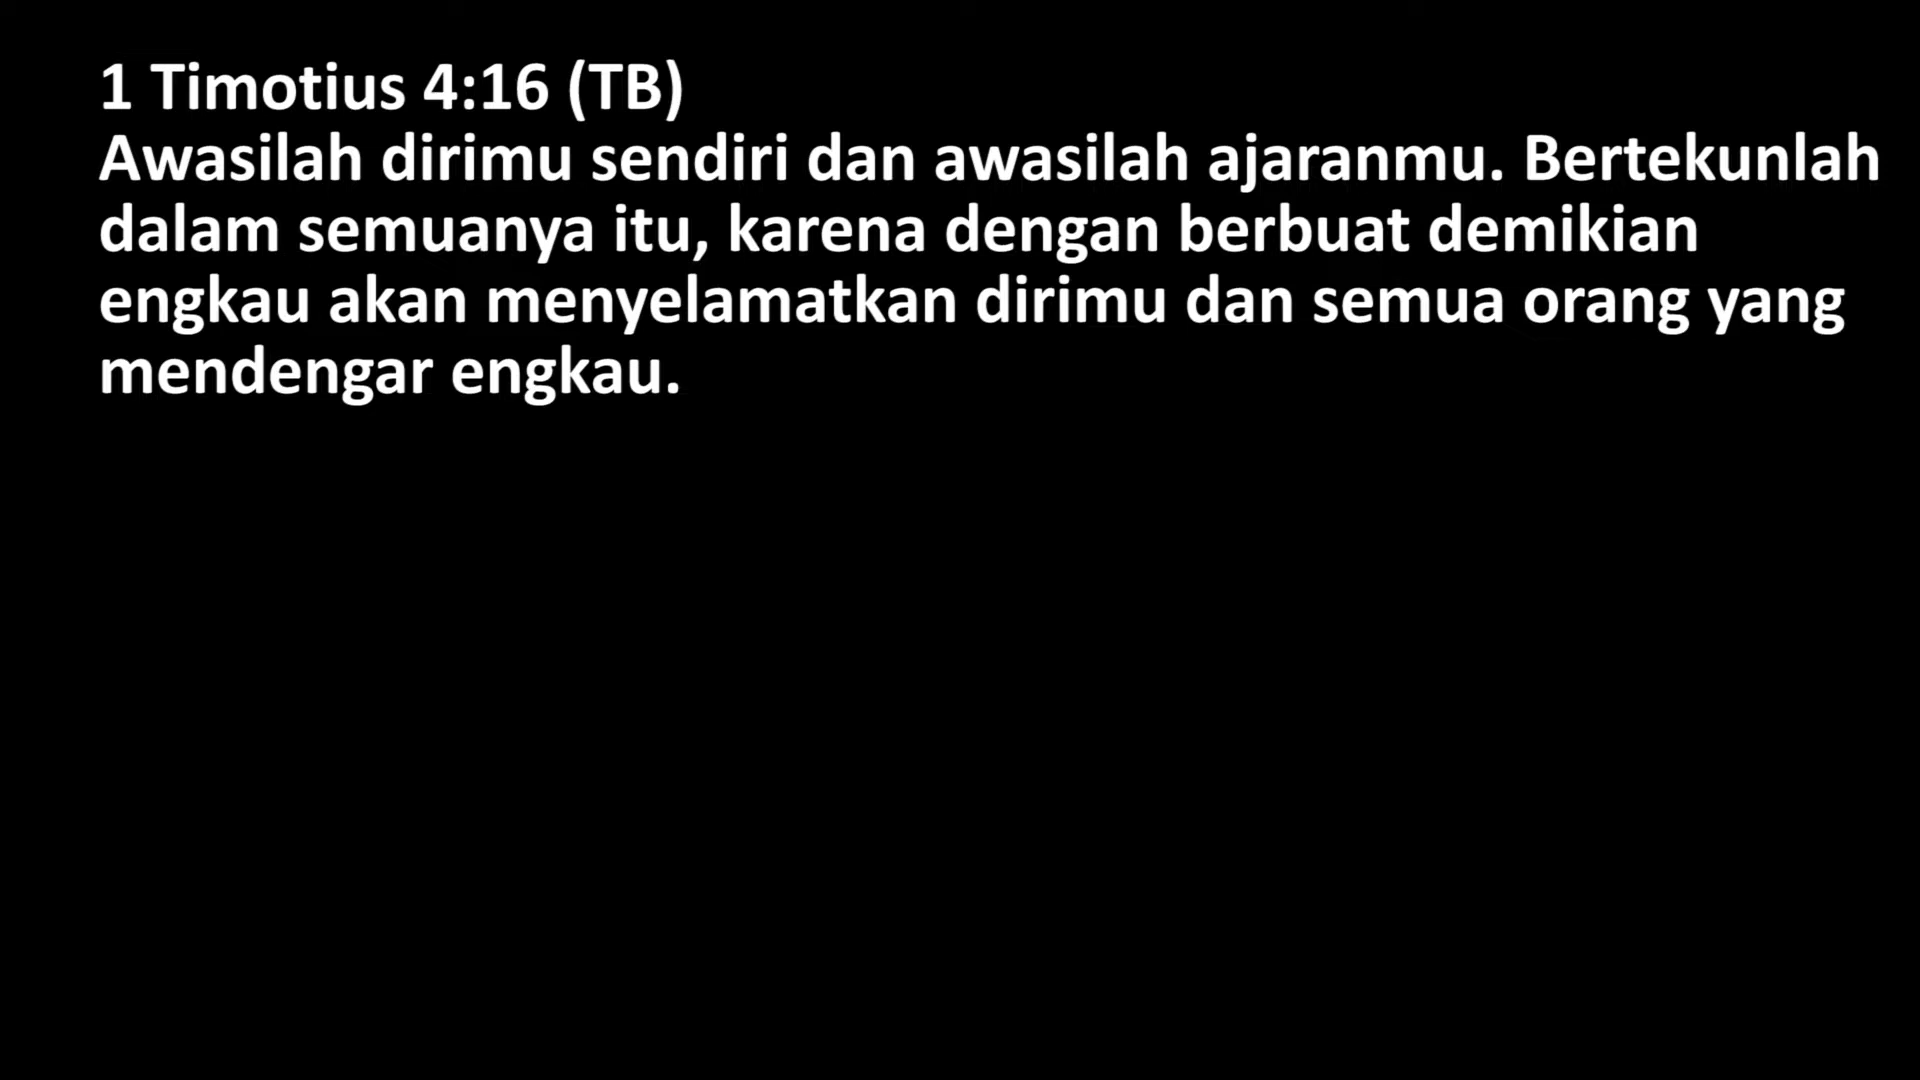 1 Timotius 4:16 (TB)
Awasilah dirimu sendiri dan awasilah ajaranmu. Bertekunlah
dalam semuanya itu, karena dengan berbuat demikian
engkau akan menyelamatkan dirimu dan semua orang yang
mendengar engkau.